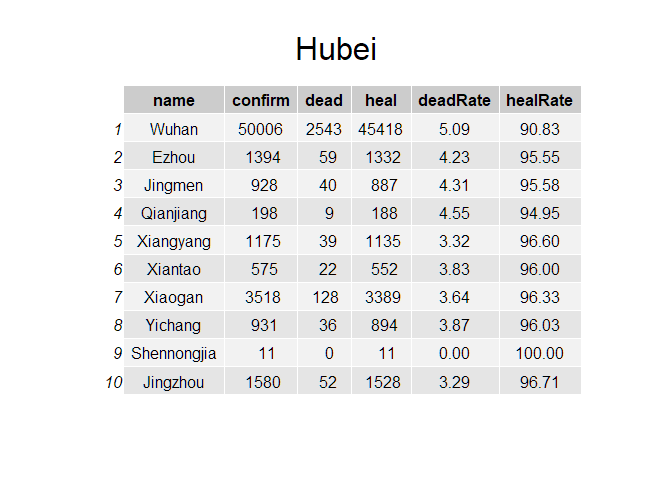 Hubei
name confirm dead heal deadRate healRate
1 Wuhan 50006 2543 45418 5.09 90.83
2 Ezhou 1394 59 1332 4.23 95.55
3 Jingmen 928 40 887 4.31 95.58
4 Qianjiang 198 9 188 4.55 94.95
5 Xiangyang 1175 39 1135 3.32 96.60
6 Xiantao 575 22 552 3.83 96.00
7 Xiaogan 3518 128 3389 3.64 96.33
8 Yichang 931 36 894 3.87 96.03
9 Shennongjia 11 0 11 0.00 100.00
10 Jingzhou 1580 52 1528 3.29 96.71